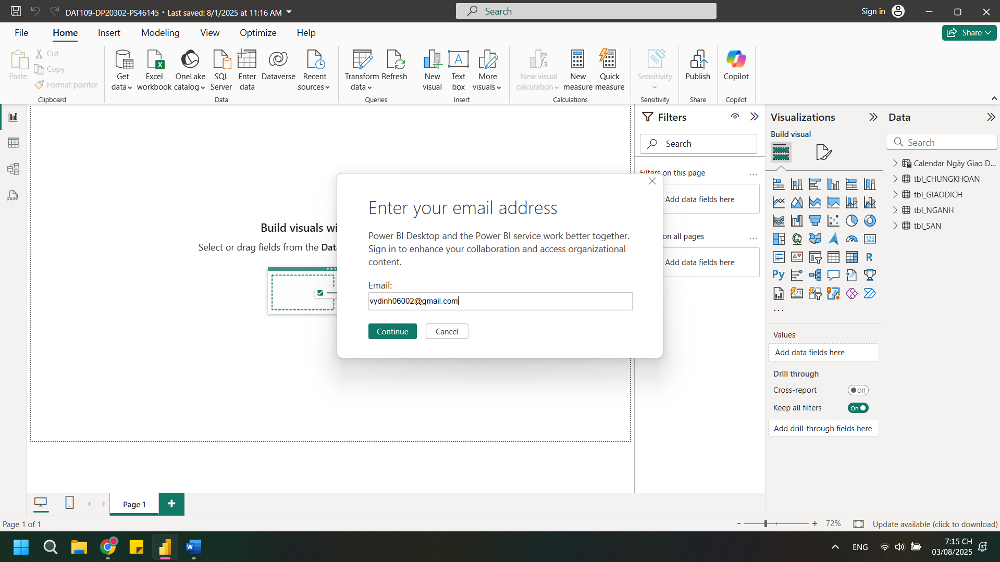 DAT109-DP20302-PS46145 • Last saved: 8/1/2025 at 11:16 AM
Search
Sign in
File
Home
Insert
Modeling
View
Optimize
Help
Share
Paste
Cut
Copy
Format painter
Clipboard
Get data
Excel workbook
OneLake catalog
SQL Server
Enter data
Dataverse
Recent sources
Data
Transform data
Refresh
Queries
New visual
Text box
More visuals
Insert
New visual calculation
New measure
Quick measure
Calculations
Sensitivity
Sensitivity
Publish
Share
Copilot
Copilot
Build visuals wi
Select or drag fields from the Data
Enter your email address
Power BI Desktop and the Power BI service work better together.
Sign in to enhance your collaboration and access organizational
content.
Email:
vydinh06002@gmail.com
Continue
Cancel
Filters
Search
Filters on this page
...
Add data fields here
on all pages
...
Add data fields here
Visualizations
Build visual
123
R
Py
123
...
Values
Add data fields here
Drill through
Cross-report
Off
Keep all filters
On
Add drill-through fields here
Data
Search
Calendar Ngày Giao D...
tbl_CHUNGKHOAN
tbl_GIAODICH
tbl_NGANH
tbl_SAN
DAX
Page 1
+
Page 1 of 1
- + 72%
Update available (click to download)
ENG
7:15 CH
03/08/2025